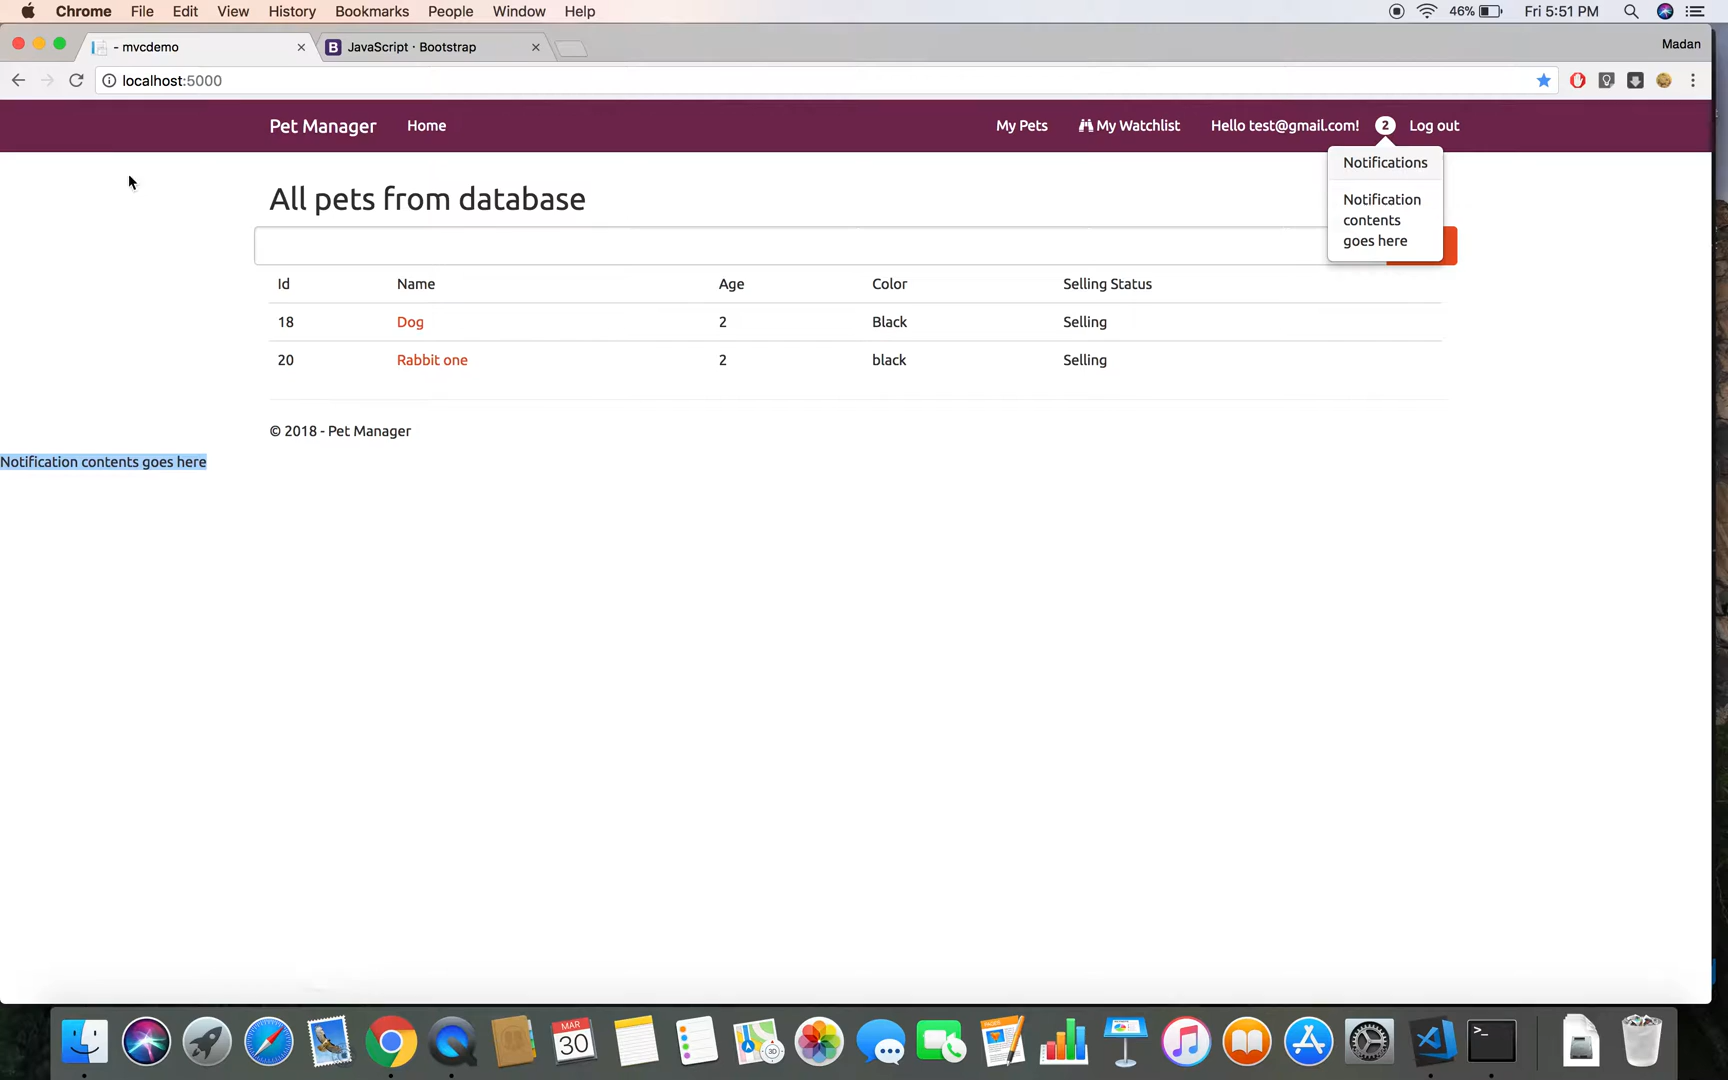 Chrome File Edit View History Bookmarks People Window Help 46% Fri 5:51 PM
- mvcdemo JavaScript · Bootstrap Madan
localhost:5000
Pet Manager Home My Pets My Watchlist Hello test@gmail.com! 2 Log out
Notifications
Notification
contents
goes here
All pets from database
Id Name Age Color Selling Status
18 Dog 2 Black Selling
20 Rabbit one 2 black Selling
© 2018 - Pet Manager
Notification contents goes here
MAR
30